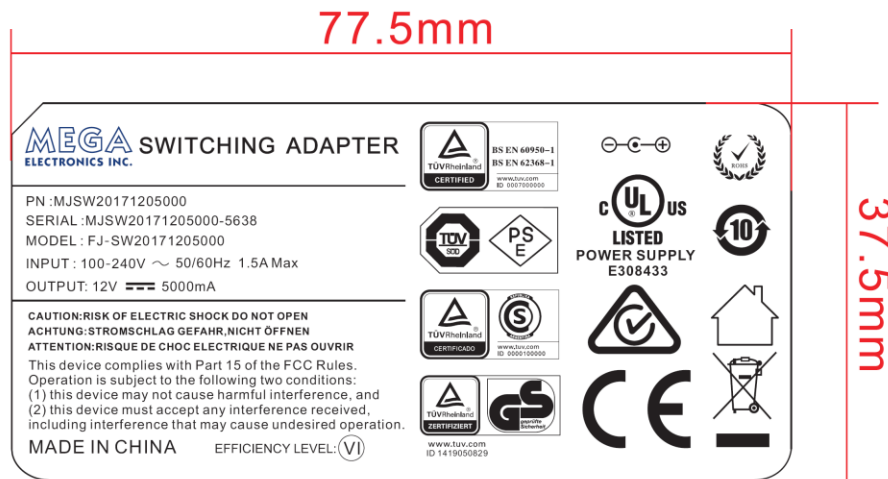 77.5mm
37.5mm
MEGA
ELECTRONICS INC.
SWITCHING ADAPTER
PN :MJSW20171205000
SERIAL :MJSW20171205000-5638
MODEL : FJ-SW20171205000
INPUT : 100-240V ～ 50/60Hz 1.5A Max
OUTPUT: 12V ⎓ 5000mA
CAUTION:RISK OF ELECTRIC SHOCK DO NOT OPEN
ACHTUNG:STROMSCHLAG GEFAHR,NICHT ÖFFNEN
ATTENTION:RISQUE DE CHOC ELECTRIQUE NE PAS OUVRIR
This device complies with Part 15 of the FCC Rules.
Operation is subject to the following two conditions:
(1) this device may not cause harmful interference, and
(2) this device must accept any interference received,
including interference that may cause undesired operation.
MADE IN CHINA
EFFICIENCY LEVEL: VI
TÜVRheinland
CERTIFIED
BS EN 60950-1
BS EN 62368-1
www.tuv.com
ID 0007000000
TÜV
SÜD
PS
E
TÜVRheinland
CERTIFICADO
S
www.tuv.com
ID 0000100000
TÜVRheinland
ZERTIFIZIERT
GS
geprüfte
Sicherheit
www.tuv.com
ID 1419050829
C UL US
®
LISTED
POWER SUPPLY
E308433
CE
ROHS
10